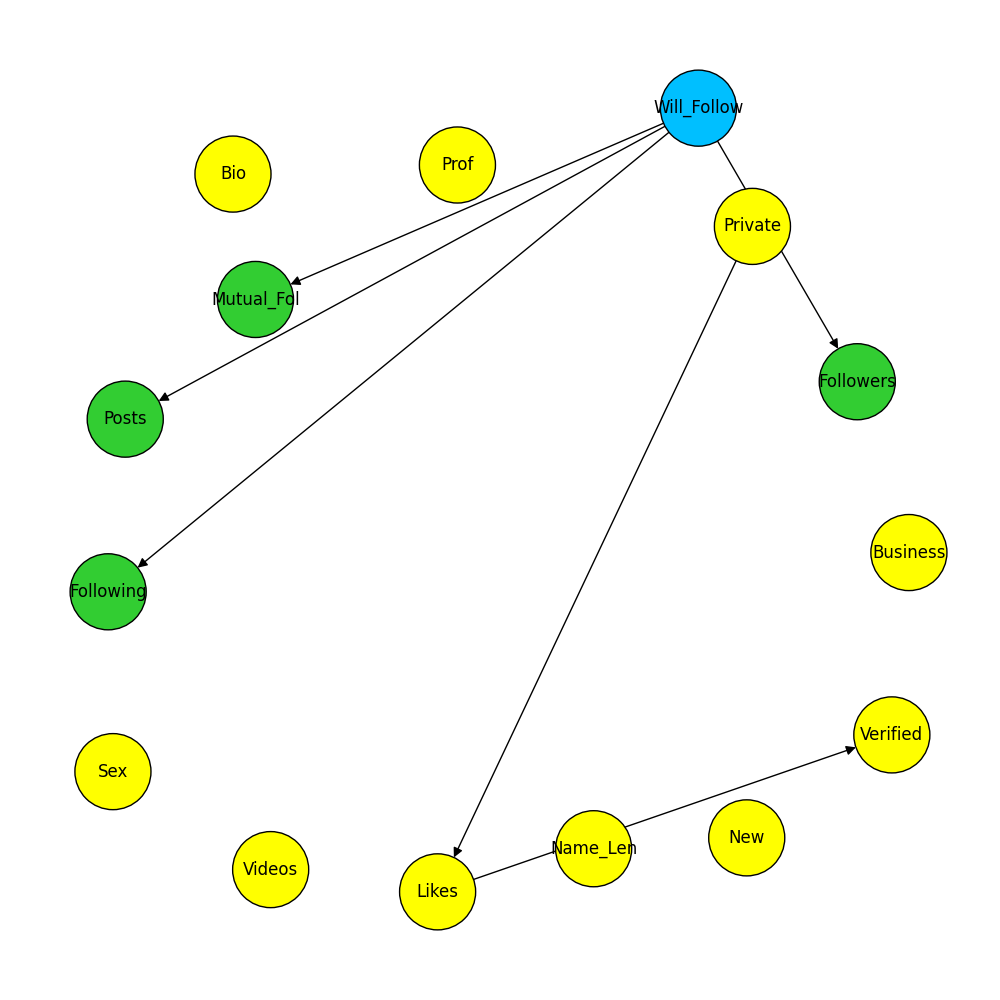 Will_Follow
Prof
Bio
Private
Mutual_Fol
Followers
Posts
Business
Following
Verified
Sex
New
Name_Len
Videos
Likes